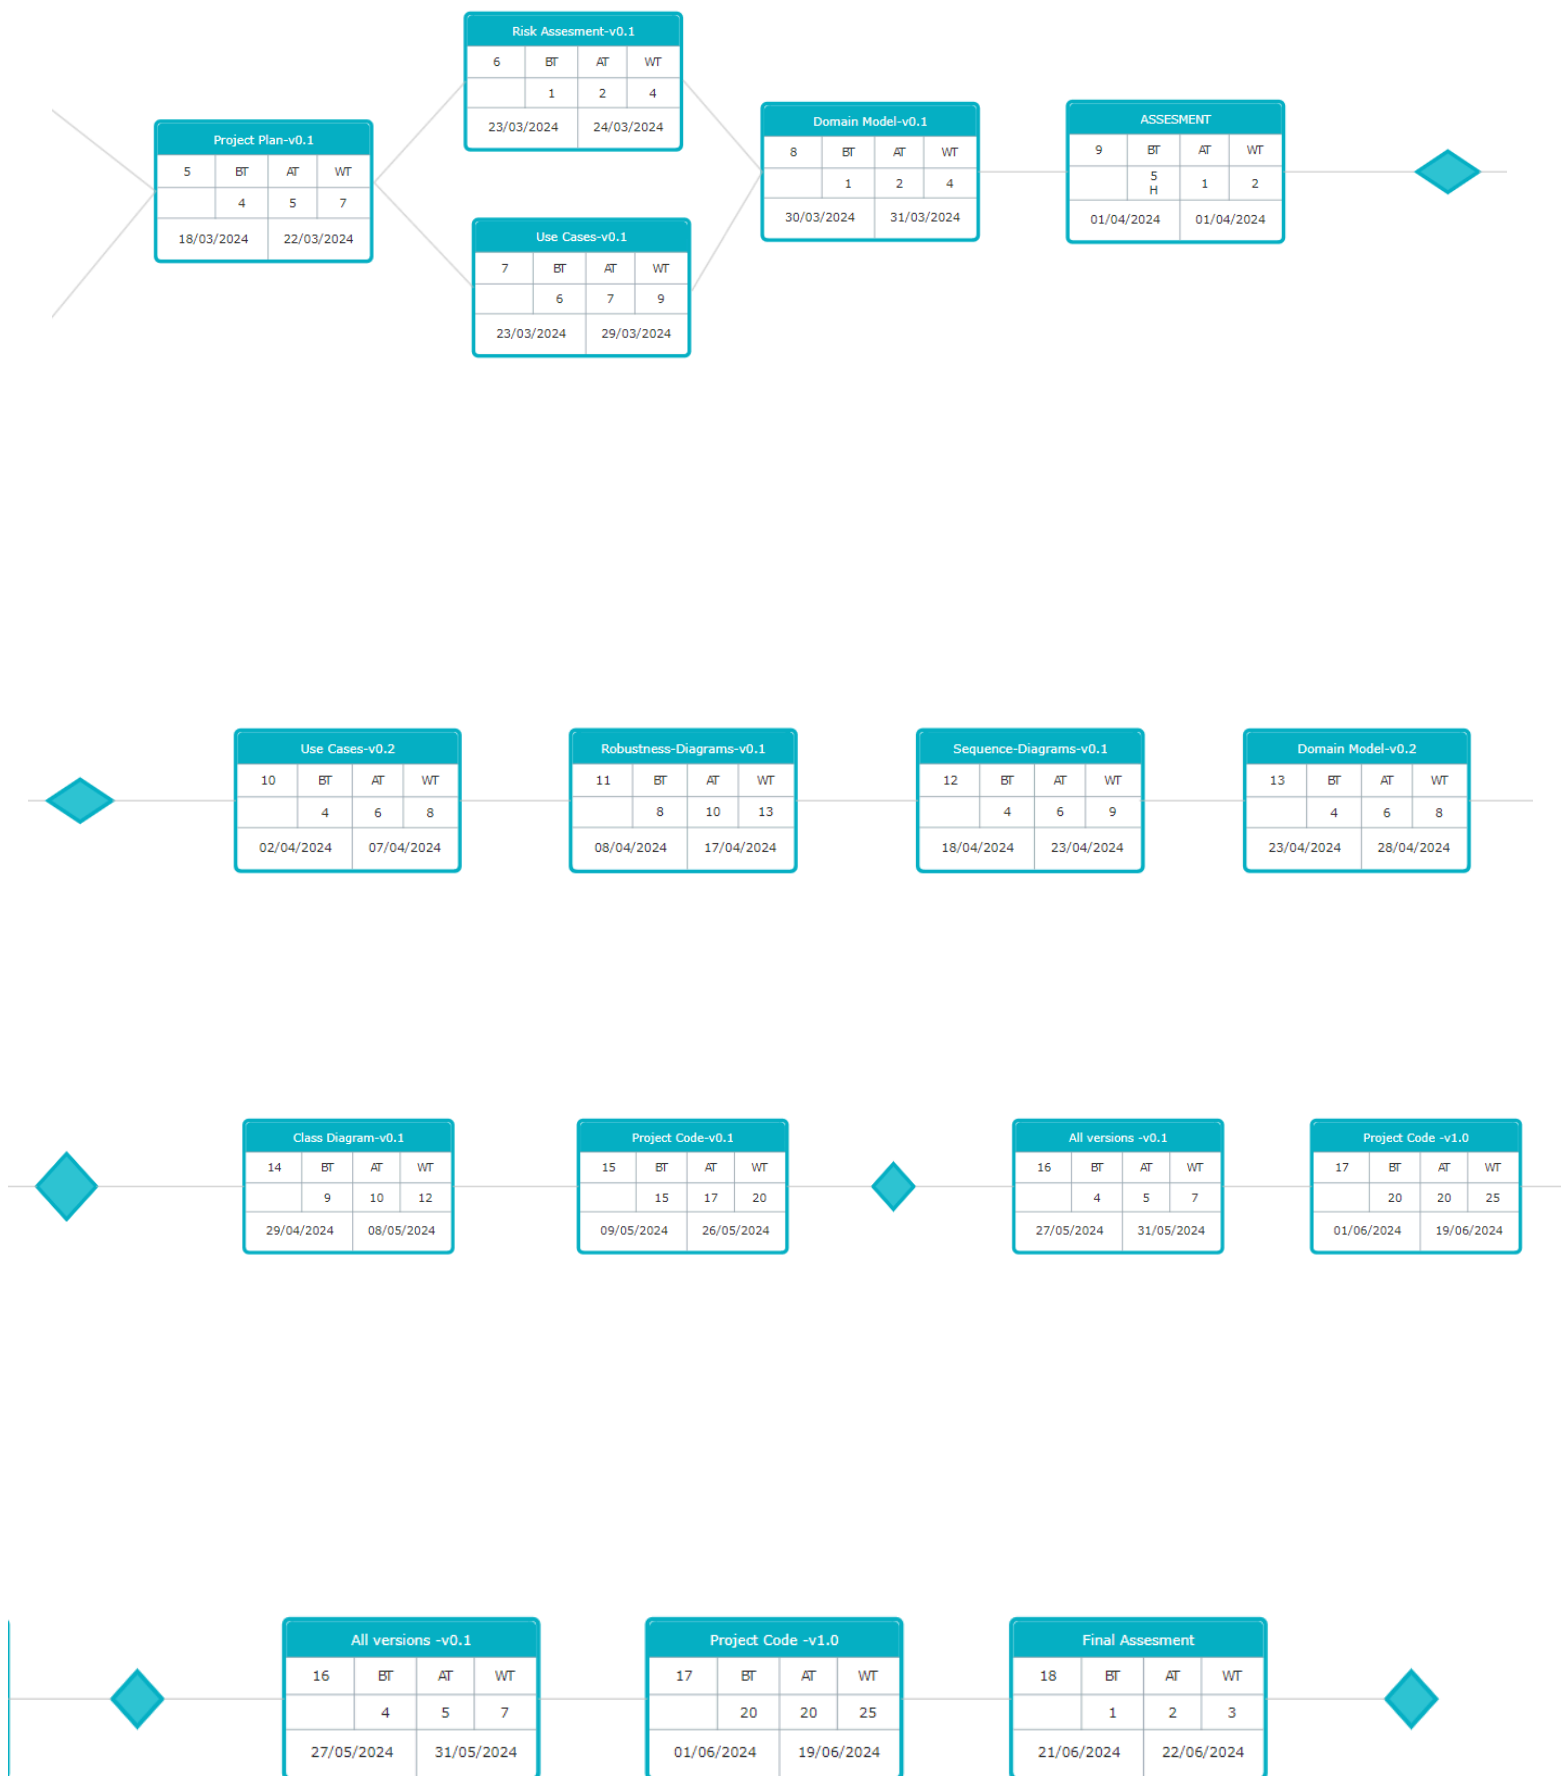 Risk Assesment-v0.1
6 BT AT WT
1 2 4
23/03/2024 24/03/2024
Project Plan-v0.1
5 BT AT WT
4 5 7
18/03/2024 22/03/2024
Use Cases-v0.1
7 BT AT WT
6 7 9
23/03/2024 29/03/2024
Domain Model-v0.1
8 BT AT WT
1 2 4
30/03/2024 31/03/2024
ASSESMENT
9 BT AT WT
5
H 1 2
01/04/2024 01/04/2024
Use Cases-v0.2
10 BT AT WT
4 6 8
02/04/2024 07/04/2024
Robustness-Diagrams-v0.1
11 BT AT WT
8 10 13
08/04/2024 17/04/2024
Sequence-Diagrams-v0.1
12 BT AT WT
4 6 9
18/04/2024 23/04/2024
Domain Model-v0.2
13 BT AT WT
4 6 8
23/04/2024 28/04/2024
Class Diagram-v0.1
14 BT AT WT
9 10 12
29/04/2024 08/05/2024
Project Code-v0.1
15 BT AT WT
15 17 20
09/05/2024 26/05/2024
All versions -v0.1
16 BT AT WT
4 5 7
27/05/2024 31/05/2024
Project Code -v1.0
17 BT AT WT
20 20 25
01/06/2024 19/06/2024
All versions -v0.1
16 BT AT WT
4 5 7
27/05/2024 31/05/2024
Project Code -v1.0
17 BT AT WT
20 20 25
01/06/2024 19/06/2024
Final Assesment
18 BT AT WT
1 2 3
21/06/2024 22/06/2024